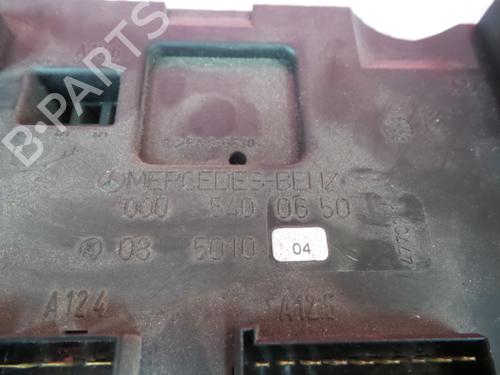 B-PARTS
MERCEDES-BENZ
000 540 06 50
03 5010 04
A124 A125